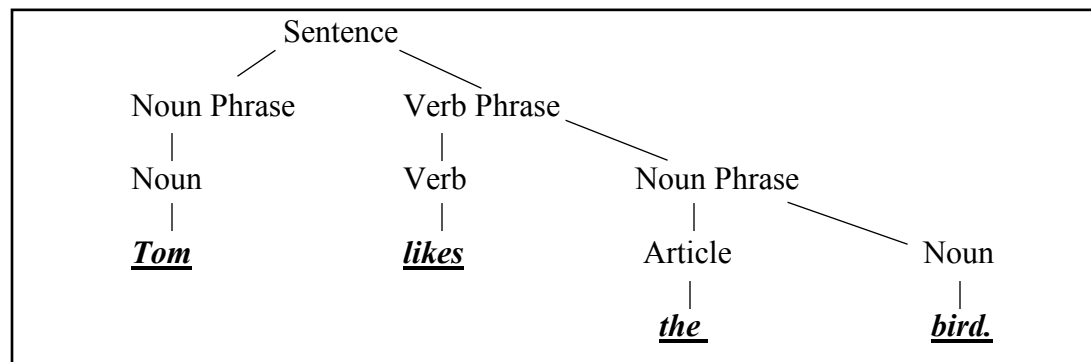 Sentence
Noun Phrase Verb Phrase
Noun Verb Noun Phrase
Tom likes Article Noun
the bird.